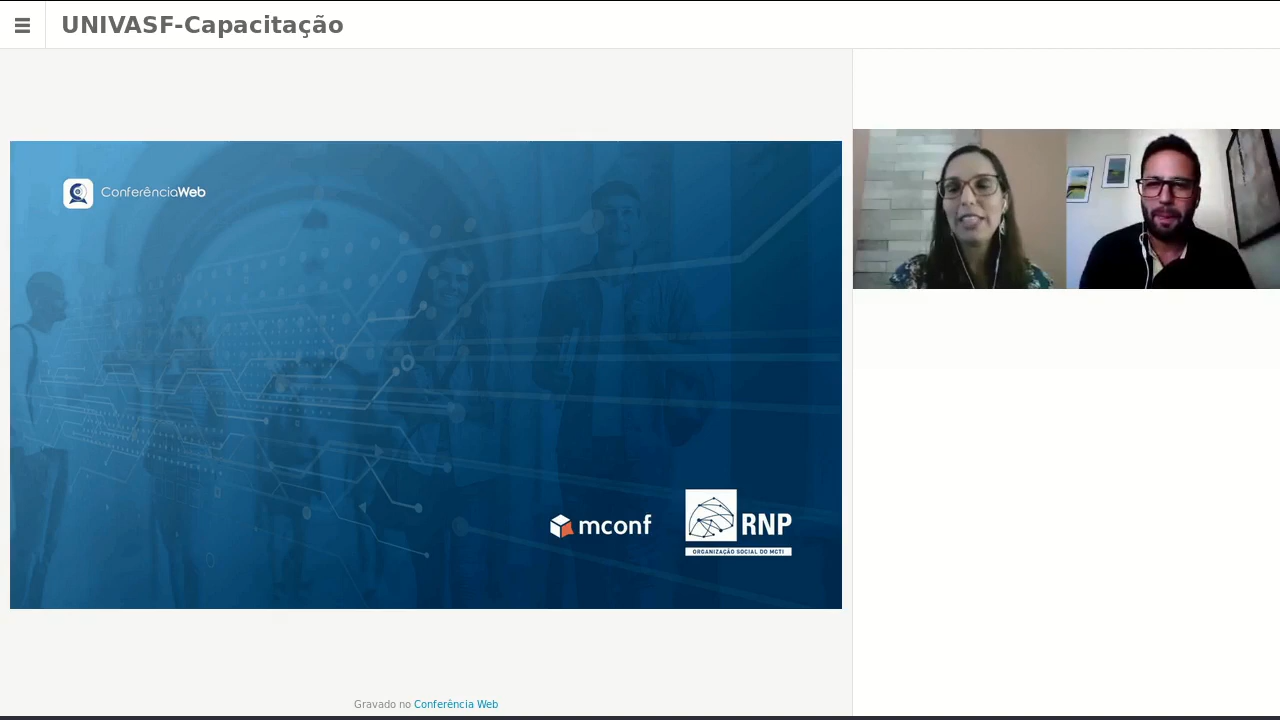 UNIVASF-Capacitação
ConferênciaWeb
mconf
RNP
ORGANIZAÇÃO SOCIAL DO MCTI
Gravado no Conferência Web